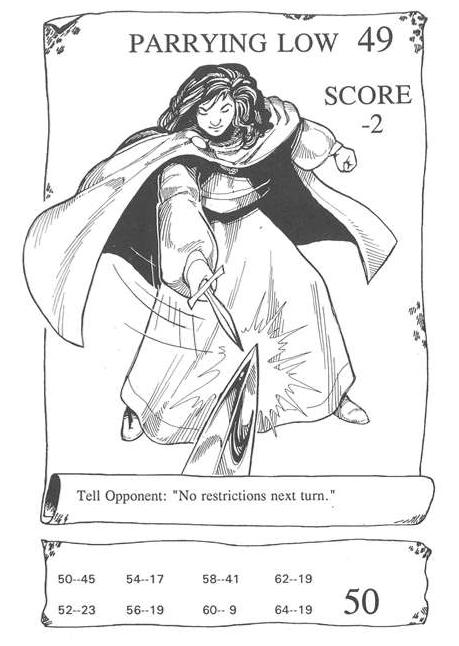 PARRYING LOW 49
SCORE
-2
Tell Opponent: "No restrictions next turn."
50--45 54--17 58--41 62--19
52--23 56--19 60-- 9 64--19
50